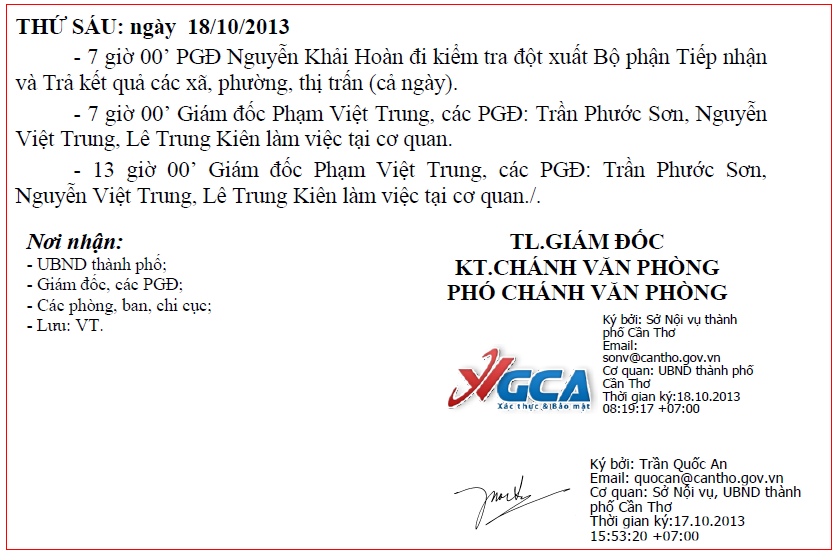 THỨ SÁU: ngày 18/10/2013
- 7 giờ 00’ PGĐ Nguyễn Khải Hoàn đi kiểm tra đột xuất Bộ phận Tiếp nhận
và Trả kết quả các xã, phường, thị trấn (cả ngày).
- 7 giờ 00’ Giám đốc Phạm Việt Trung, các PGĐ: Trần Phước Sơn, Nguyễn
Việt Trung, Lê Trung Kiên làm việc tại cơ quan.
- 13 giờ 00’ Giám đốc Phạm Việt Trung, các PGĐ: Trần Phước Sơn,
Nguyễn Việt Trung, Lê Trung Kiên làm việc tại cơ quan./.
Nơi nhận:
- UBND thành phố;
- Giám đốc, các PGĐ;
- Các phòng, ban, chi cục;
- Lưu: VT.
TL.GIÁM ĐỐC
KT.CHÁNH VĂN PHÒNG
PHÓ CHÁNH VĂN PHÒNG
VGCA
Xác thực & Bảo mật
Ký bởi: Sở Nội vụ thành
phố Cần Thơ
Email:
sonv@cantho.gov.vn
Cơ quan: UBND thành phố
Cần Thơ
Thời gian ký:18.10.2013
08:19:17 +07:00
Ký bởi: Trần Quốc An
Email: quocan@cantho.gov.vn
Cơ quan: Sở Nội vụ, UBND thành
phố Cần Thơ
Thời gian ký:17.10.2013
15:53:20 +07:00